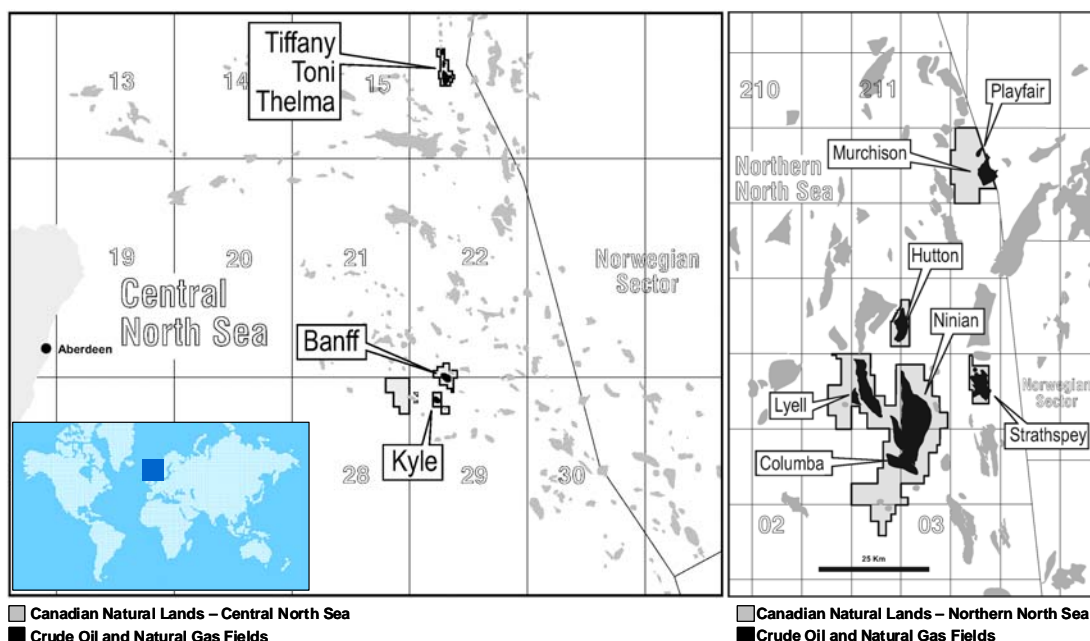 Tiffany
Toni
Thelma
13
14
15
19
20
21
22
Central
North Sea
Norwegian
Sector
Aberdeen
Banff
Kyle
28
29
30
Canadian Natural Lands – Central North Sea
Crude Oil and Natural Gas Fields
210
211
Playfair
Murchison
Northern
North Sea
Hutton
Ninian
Lyell
Norwegian
Sector
Strathspey
Columba
02
03
25 Km
Canadian Natural Lands – Northern North Sea
Crude Oil and Natural Gas Fields